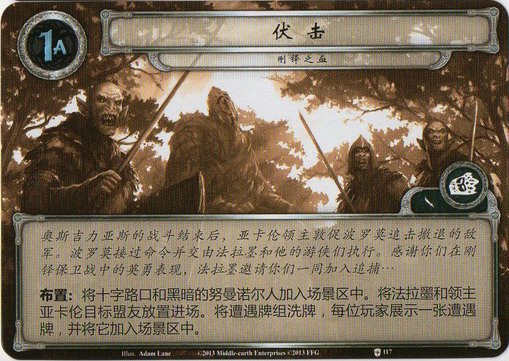 1A
伏击
刚铎之血
奥斯吉力亚斯的战斗结束后，亚卡伦领主敦促波罗莫追击撤退的敌
军。波罗莫接过命令并交由法拉墨和他的游侠们执行。感谢你们在刚
铎保卫战中的英勇表现，法拉墨邀请你们一同加入追捕…
布置：将十字路口和黑暗的努曼诺尔人加入场景区中。将法拉墨和领主
亚卡伦目标盟友放置进场。将遭遇牌组洗牌，每位玩家展示一张遭遇
牌，并将它加入场景区中。
Illus. Adam Lane ©2013 Middle-earth Enterprises ©2013 FFG 117